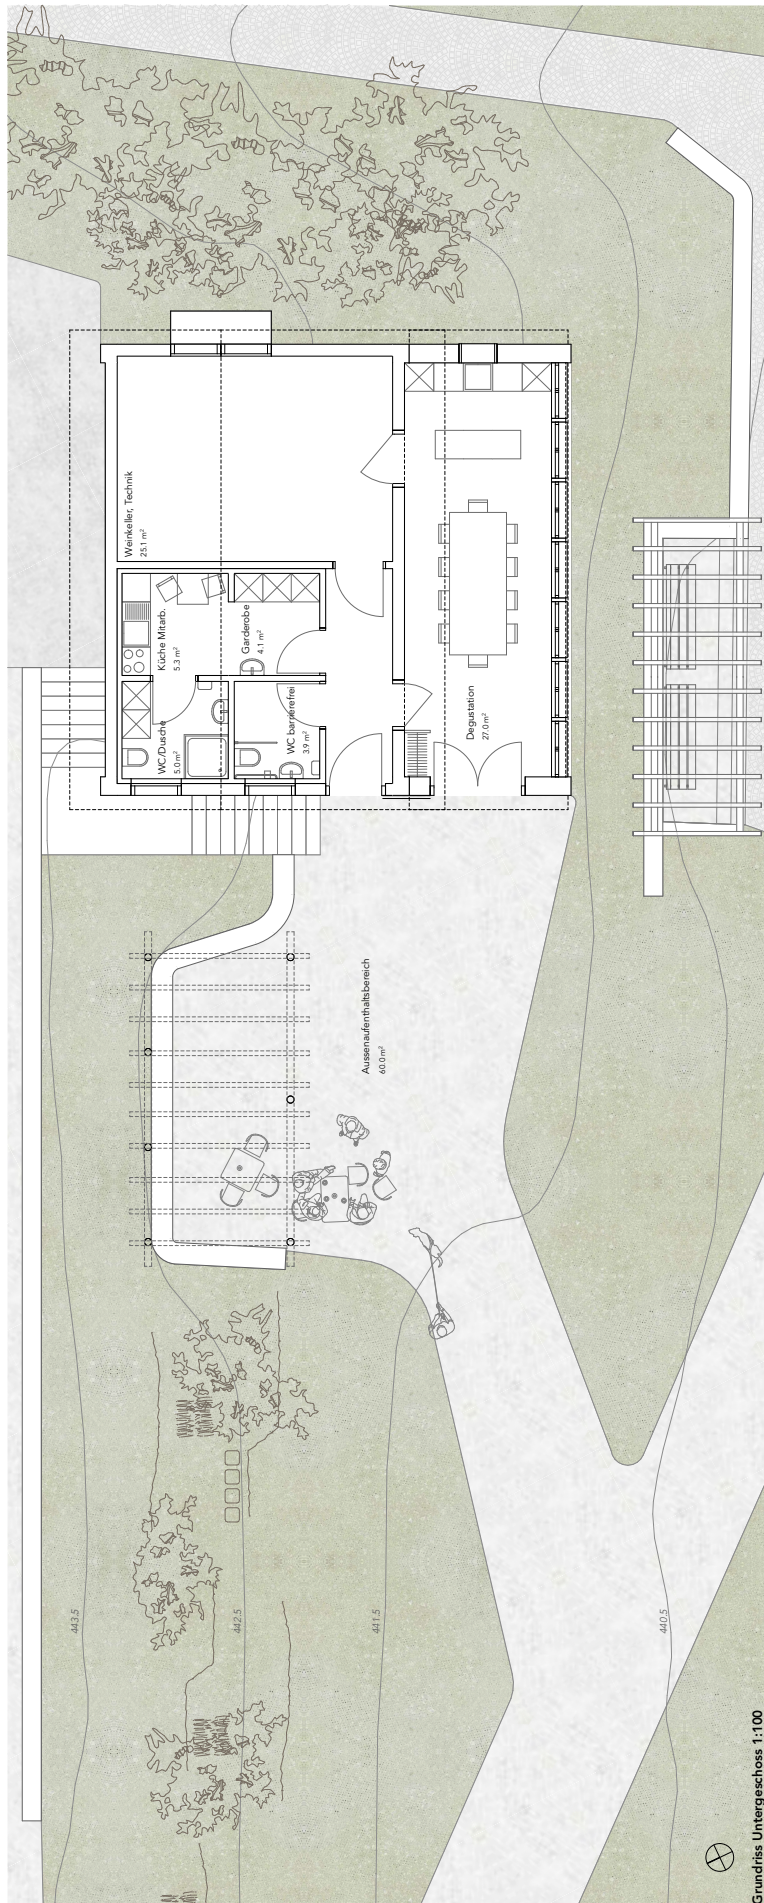 Weinkeller, Technik
25.1 m²
Küche Mitarb.
5.3 m²
Garderobe
4.1 m²
WC/Dusche
5.0 m²
WC barrierefrei
3.9 m²
Degustation
27.0 m²
Aussenaufenthaltsbereich
60.0 m²
443.5
442.5
441.5
440.5
Grundriss Untergeschoss 1:100